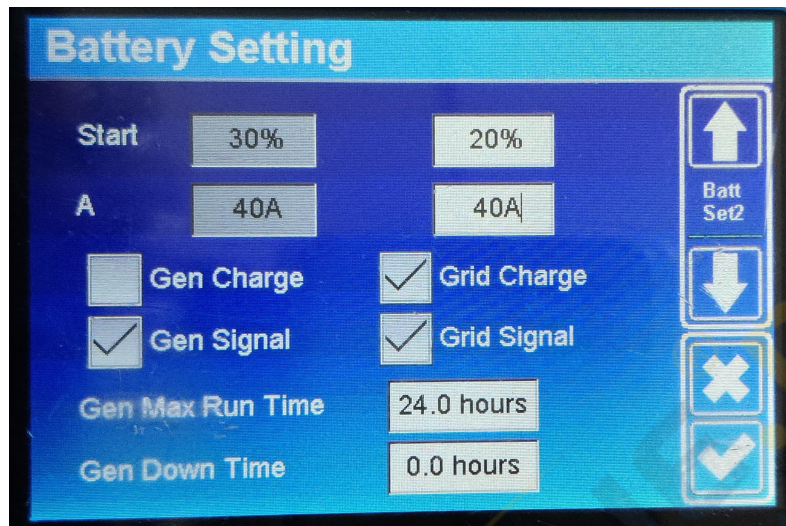 Battery Setting
Start 30% 20%
A 40A 40A
Batt
Set2
Gen Charge Grid Charge
Gen Signal Grid Signal
Gen Max Run Time 24.0 hours
Gen Down Time 0.0 hours